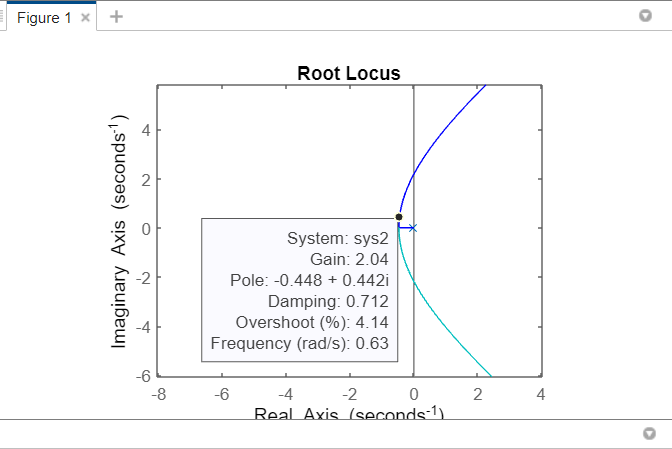 Figure 1 × +
Root Locus
Imaginary Axis (seconds⁻¹)
4
2
0
-2
-4
-6
System: sys2
Gain: 2.04
Pole: -0.448 + 0.442i
Damping: 0.712
Overshoot (%): 4.14
Frequency (rad/s): 0.63
-8 -6 -4 -2 0 2 4
Real Axis (seconds⁻¹)